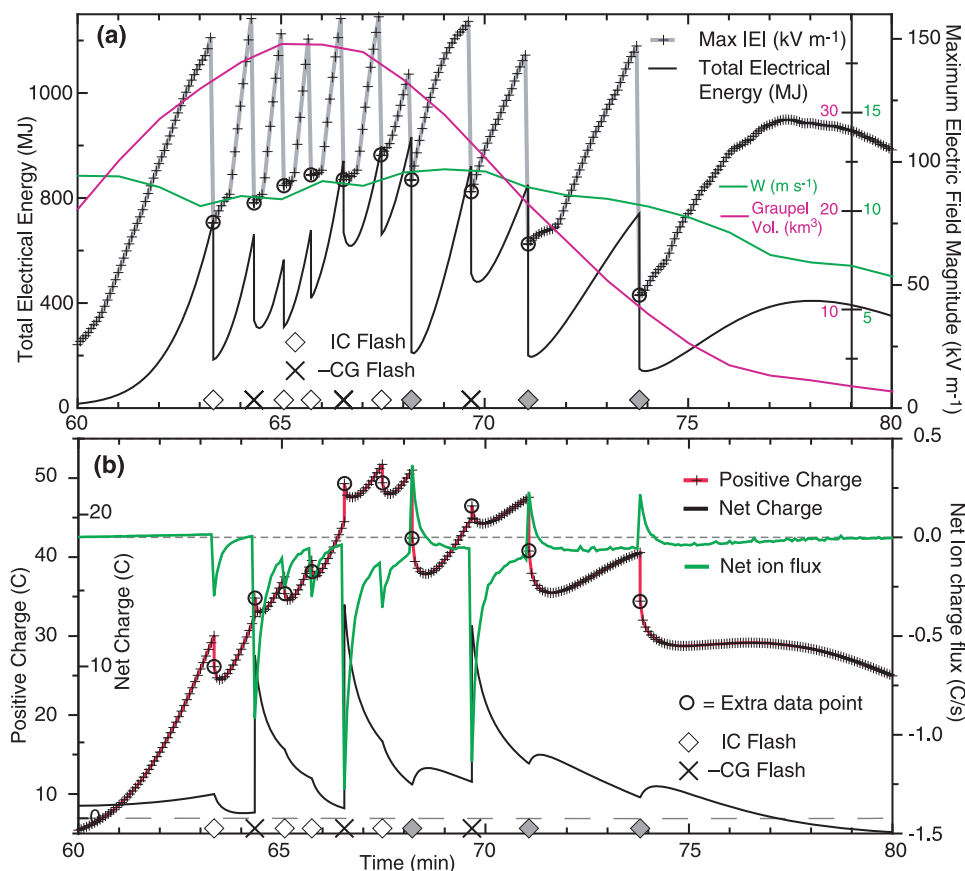 (a)
Max IEI (kV m-1)
Total Electrical
Energy (MJ)
W (m s-1)
Graupel
Vol. (km3)
IC Flash
–CG Flash
Total Electrical Energy (MJ)
1000
800
600
400
0
30
20
10
15
10
5
150
100
50
0
Maximum Electric Field Magnitude (kV m-1)
60
65
70
75
80
(b)
Positive Charge
Net Charge
Net ion flux
= Extra data point
IC Flash
–CG Flash
Positive Charge (C)
50
40
30
20
10
Net Charge (C)
20
10
0
0.5
0.0
-0.5
-1.0
-1.5
Net Ion charge
flux (C/s)
60
65
70
75
80
Time (min)